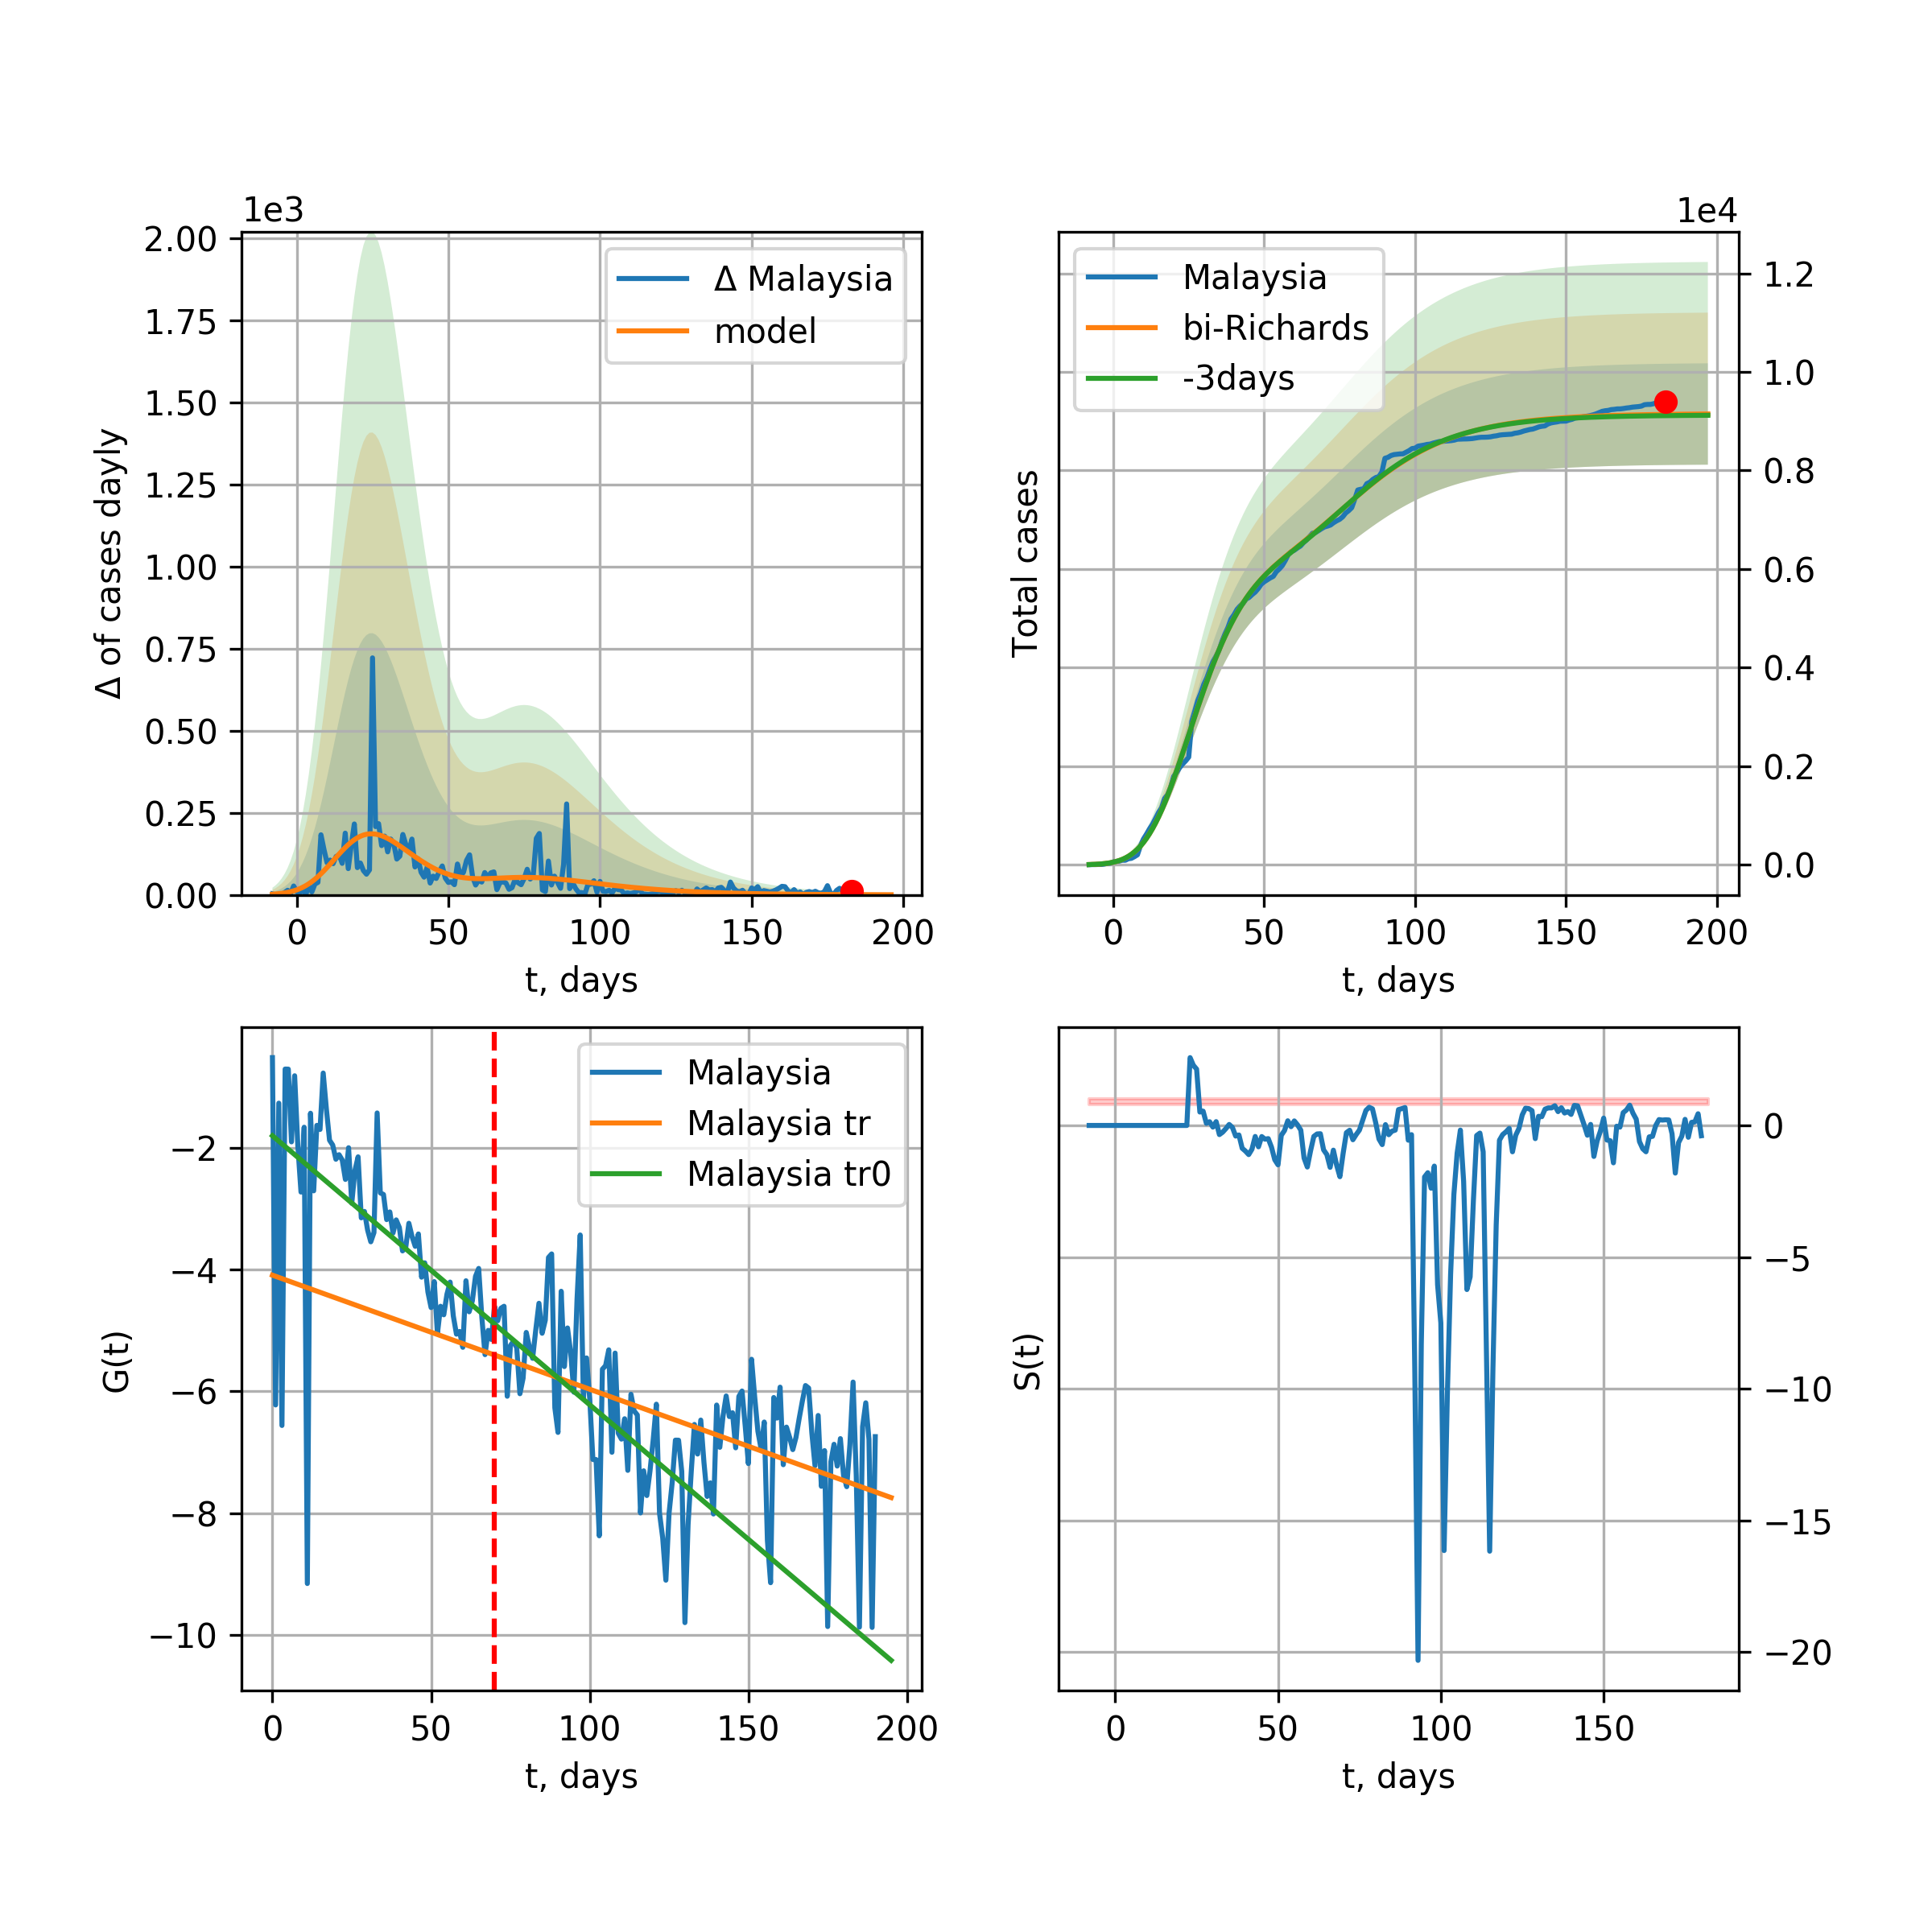 1e3
2.00
1.75
1.50
1.25
1.00
0.75
0.50
0.25
0.00
Δ of cases dayly
Δ Malaysia
model
0 50 100 150 200
t, days
1e4
Malaysia
bi-Richards
-3days
Total cases
1.2
1.0
0.8
0.6
0.4
0.2
0.0
0 50 100 150 200
t, days
G(t)
−2
−4
−6
−8
−10
Malaysia
Malaysia tr
Malaysia tr0
0 50 100 150 200
t, days
S(t)
0
−5
−10
−15
−20
0 50 100 150
t, days